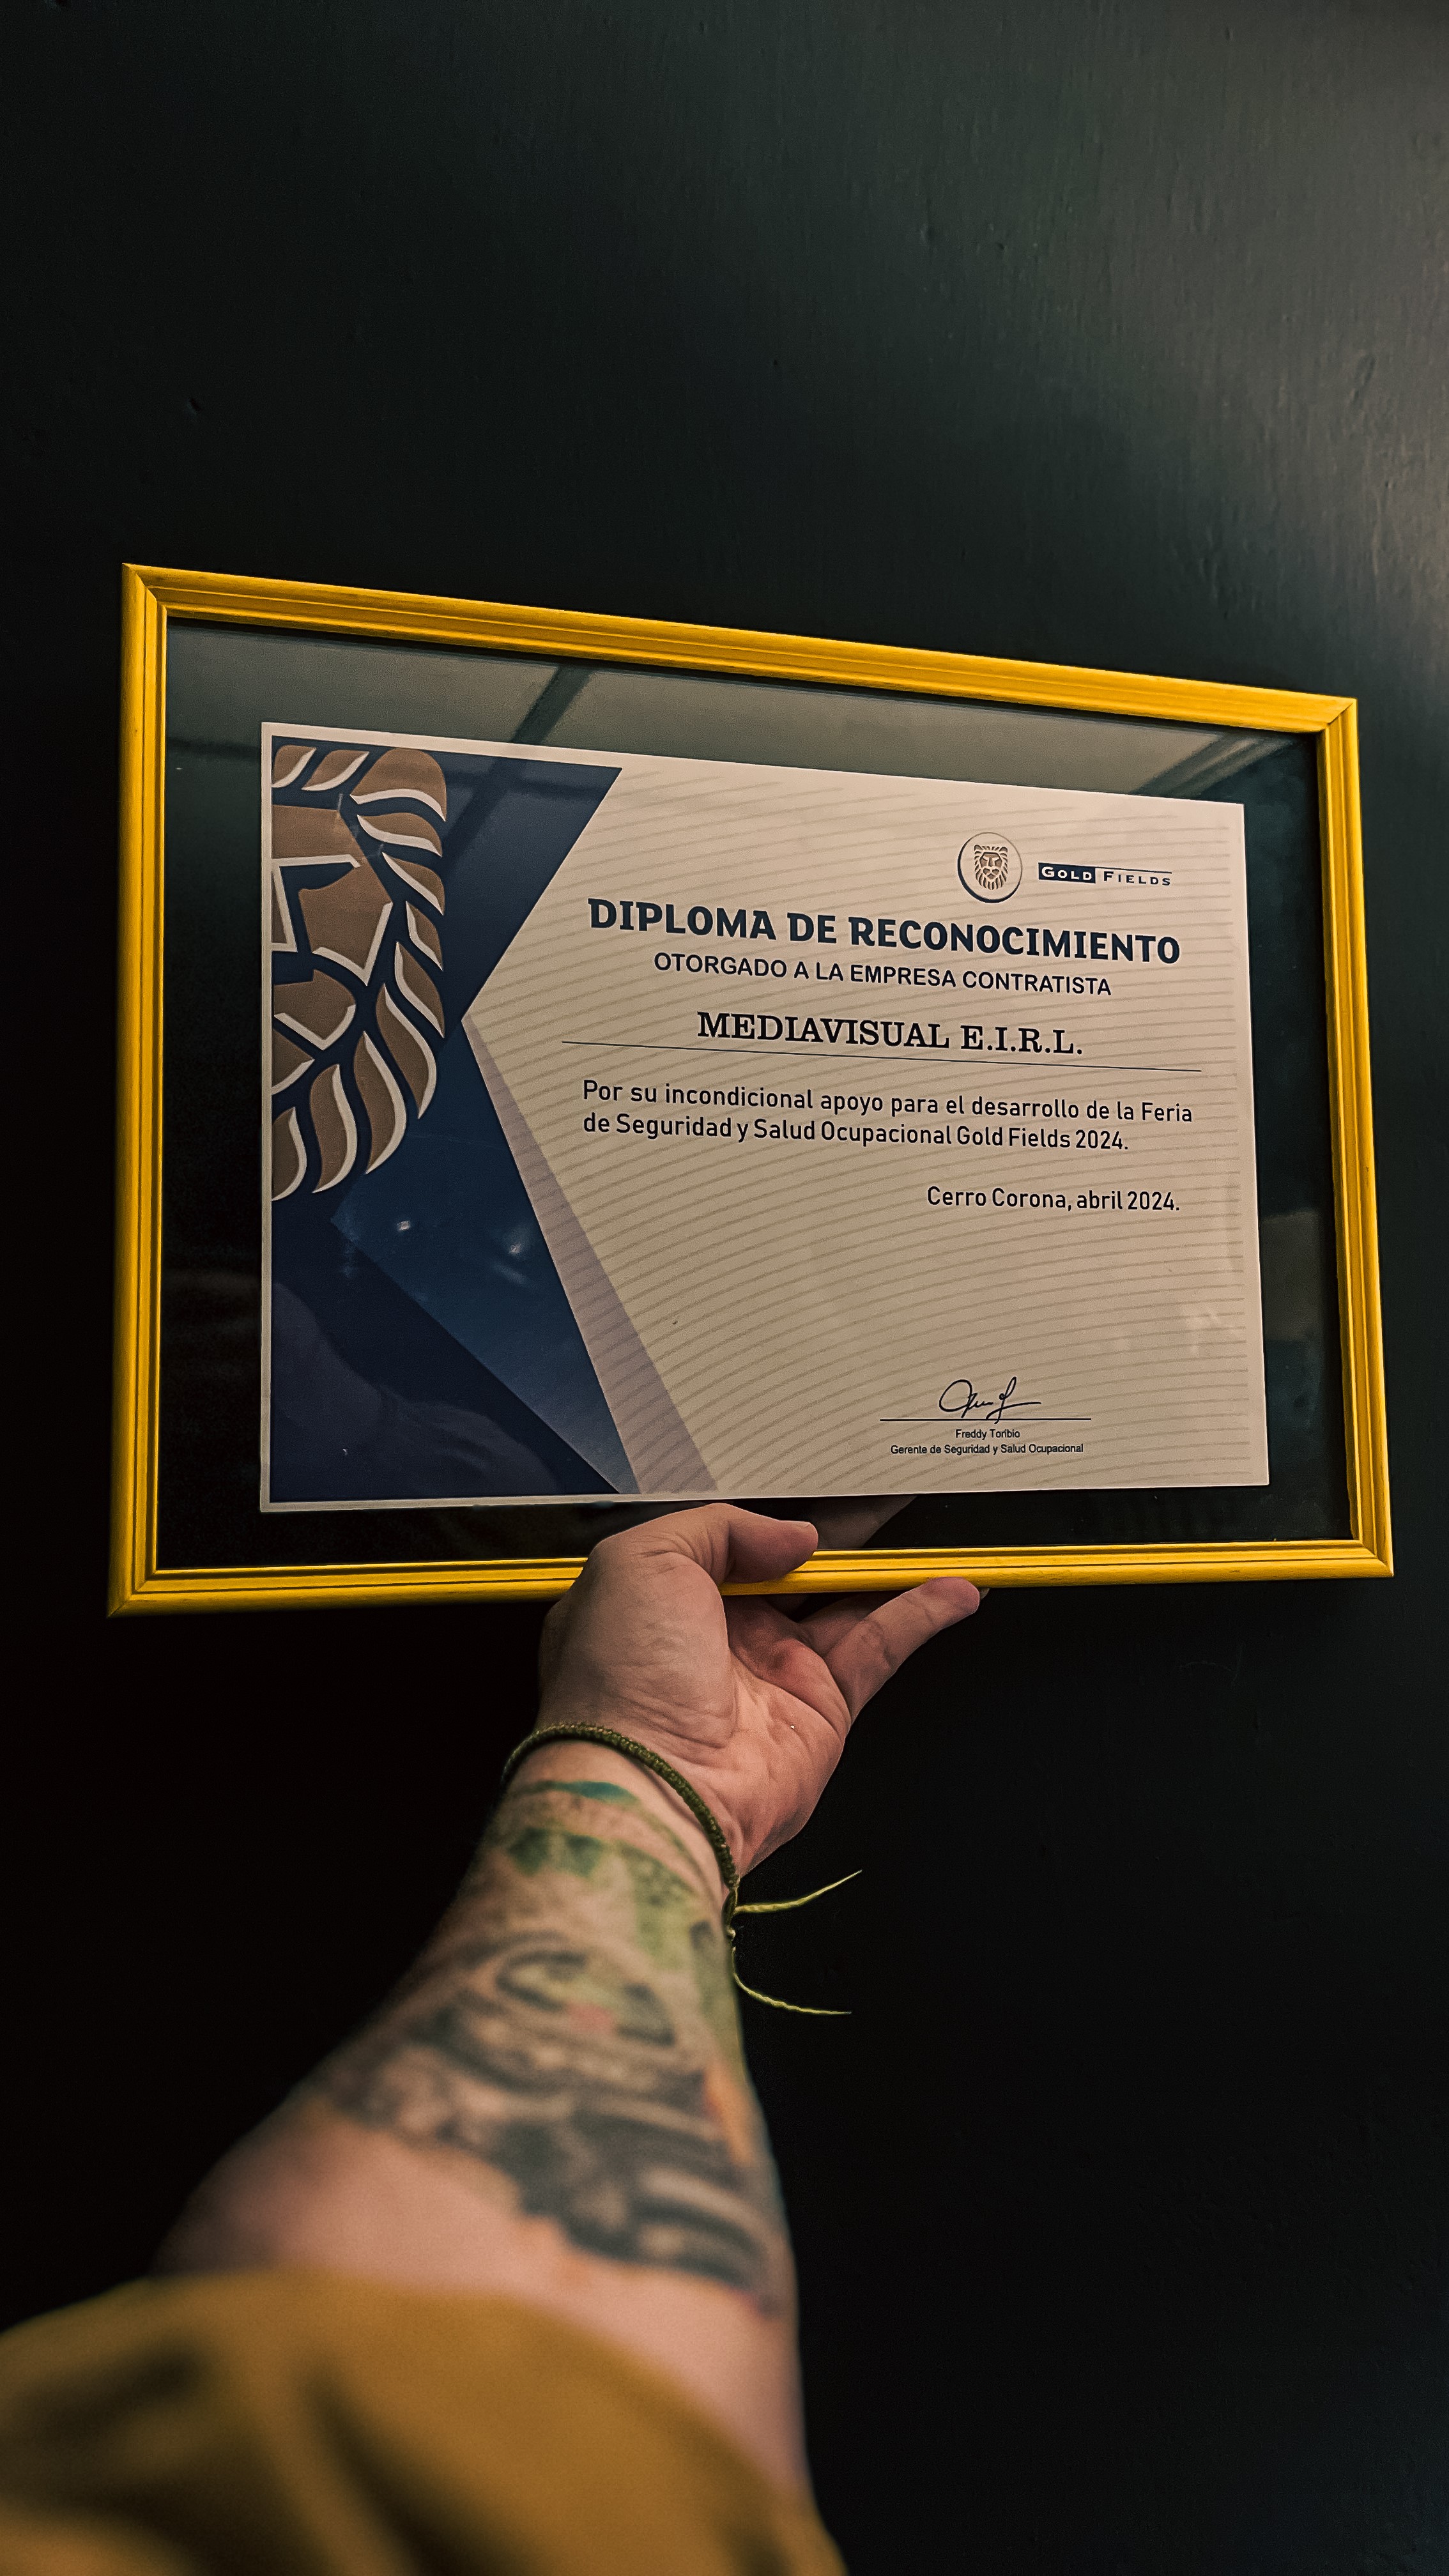 GOLD FIELDS
DIPLOMA DE RECONOCIMIENTO
OTORGADO A LA EMPRESA CONTRATISTA
MEDIAVISUAL E.I.R.L.
Por su incondicional apoyo para el desarrollo de la Feria
de Seguridad y Salud Ocupacional Gold Fields 2024.
Cerro Corona, abril 2024.
Freddy Toribio
Gerente de Seguridad y Salud Ocupacional